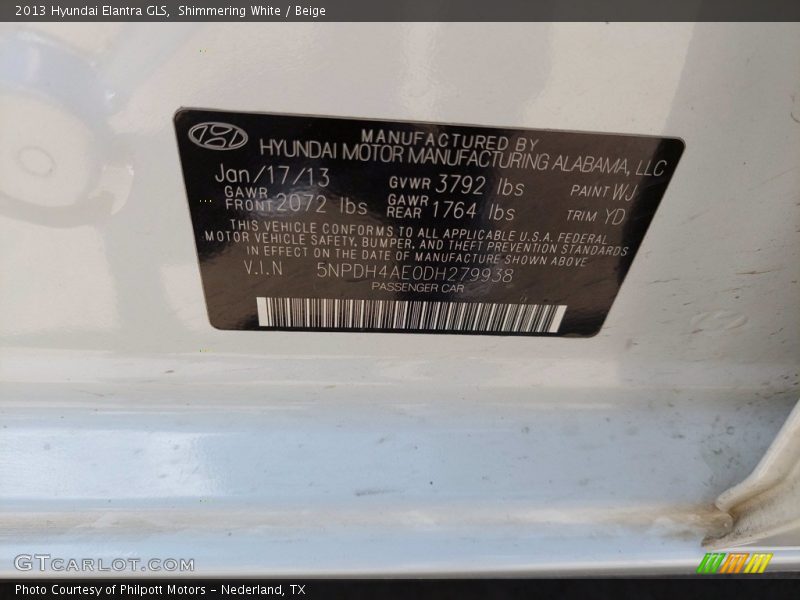 2013 Hyundai Elantra GLS,  Shimmering White / Beige
MANUFACTURED BY
HYUNDAI MOTOR MANUFACTURING ALABAMA, LLC
Jan/17/13 GVWR 3792 lbs PAINT WJ
GAWR FRONT 2072 lbs GAWR REAR 1764 lbs TRIM YD
THIS VEHICLE CONFORMS TO ALL APPLICABLE U.S.A. FEDERAL
MOTOR VEHICLE SAFETY, BUMPER, AND THEFT PREVENTION STANDARDS
IN EFFECT ON THE DATE OF MANUFACTURE SHOWN ABOVE
V.I.N 5NPDH4AE0DH279938
PASSENGER CAR
GTCARLOT.COM
Photo Courtesy of Philpott Motors - Nederland, TX